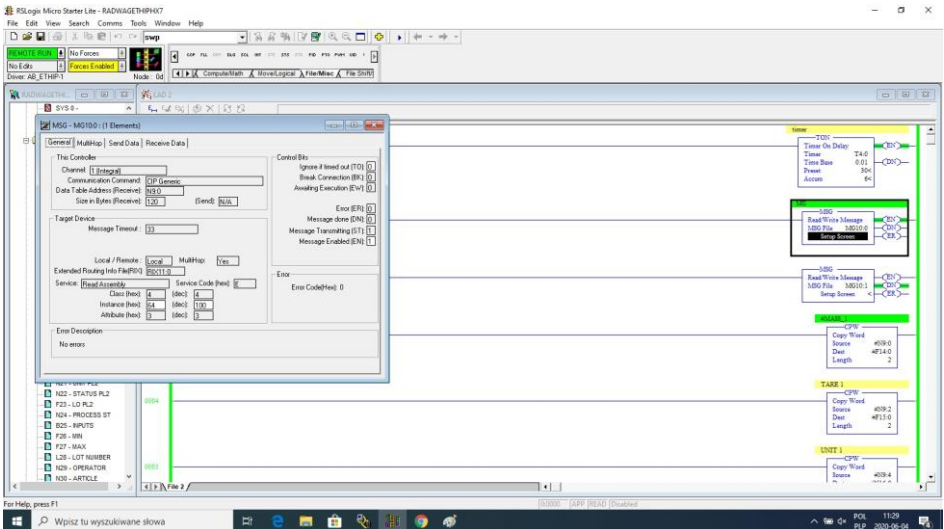 RSLogix Micro Starter Lite - RADWAGETHIPHX7
File Edit View Search Comms Tools Window Help
swp
REMOTE RUN No Forces
No Edits Forces Enabled
Driver: AB_ETHIP-1 Node: 0d
Compute/Math Move/Logical File/Misc File Shift/
LAD 2
SYS 0 -
MSG - MG10:0 : (1 Elements)
General MultiHop Send Data Receive Data
This Controller
Channel: 1 (Integral)
Communication Command: CIP Generic
Data Table Address (Receive): N9:0
Size in Bytes (Receive): 120 (Send): N/A
Target Device
Message Timeout : 33
Local / Remote : Local MultiHop: Yes
Extended Routing Info File(RIX): RIX11:0
Service: Read Assembly Service Code (hex): E
Class (hex): 4 (dec): 4
Instance (hex): 64 (dec): 100
Attribute (hex): 3 (dec): 3
Error Description
No errors
Control Bits
Ignore if timed out (TO): 0
Break Connection (BK): 0
Awaiting Execution (EW): 0
Error (ER): 0
Message done (DN): 0
Message Transmitting (ST): 1
Message Enabled (EN): 1
Error
Error Code(Hex): 0
timer
TON
Timer On Delay
Timer T4:0
Time Base 0.01
Preset 30<
Accum 6<
EN
DN
MSG
Read/Write Message
MSG File MG10:0
Setup Screen
EN
DN
ER
MSG
Read/Write Message
MSG File MG10:1
Setup Screen <
EN
DN
ER
CPW
Copy Word
Source #N9:0
Dest #F14:0
Length 2
TARE 1
CPW
Copy Word
Source #N9:2
Dest #F15:0
Length 2
UNIT 1
CPW
Copy Word
Source #N9:4
0004
0005
N22 - STATUS PL2
F23 - LO PL2
N24 - PROCESS ST
B25 - INPUTS
F26 - MIN
F27 - MAX
L28 - LOT NUMBER
N29 - OPERATOR
N30 - ARTICLE
File 2
For Help, press F1
APP READ Disabled
Wpisz tu wyszukiwane słowa
POL 11:29
PLP 2020-06-04